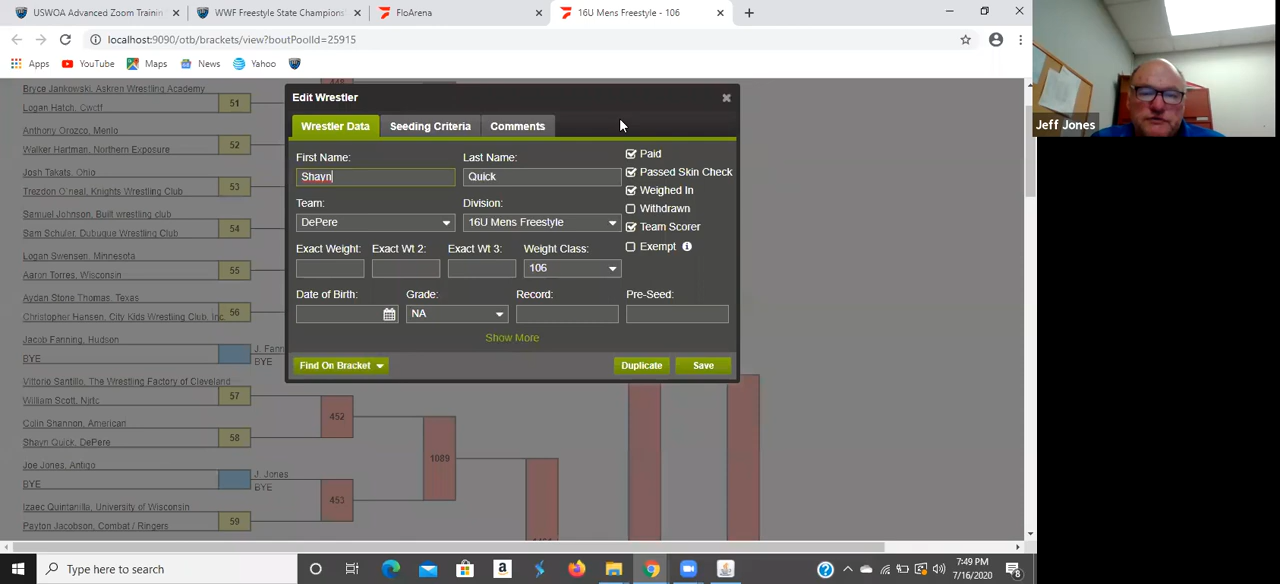 USWOA Advanced Zoom Trainin
WWF Freestyle State Champions
FloArena
16U Mens Freestyle - 106
localhost:9090/otb/brackets/view?boutPoolId=25915
Apps
YouTube
Maps
News
Yahoo
Jeff Jones
Edit Wrestler
Wrestler Data
Seeding Criteria
Comments
First Name:
Last Name:
Paid
Shayn
Quick
Passed Skin Check
Weighed In
Team:
Division:
Withdrawn
DePere
16U Mens Freestyle
Team Scorer
Exact Weight:
Exact Wt 2:
Exact Wt 3:
Weight Class:
Exempt
106
Date of Birth:
Grade:
Record:
Pre-Seed:
NA
Show More
Find On Bracket
Duplicate
Save
Bryce Jankowski, Askren Wrestling Academy
51
Logan Hatch, Cwctf
Anthony Orozco, Menlo
52
Walker Hartman, Northern Exposure
Josh Takats, Ohio
53
Trezdon O'neal, Knights Wrestling Club
Samuel Johnson, Built wrestling club
54
Sam Schuler, Dubuque Wrestling Club
Logan Swensen, Minnesota
55
Aaron Torres, Wisconsin
Aydan Stone Thomas, Texas
56
Christopher Hansen, City Kids Wrestling Club, Inc.
Jacob Fanning, Hudson
J. Fann
BYE
BYE
Vittorio Santillo, The Wrestling Factory of Cleveland
57
William Scott, Nirlc
452
Colin Shannon, American
58
Shayn Quick, DePere
1089
Joe Jones, Antigo
J. Jones
BYE
BYE
453
Izaec Quintanilla, University of Wisconsin
59
Payton Jacobson, Combat / Ringers
Type here to search
7:49 PM
7/16/2020
8